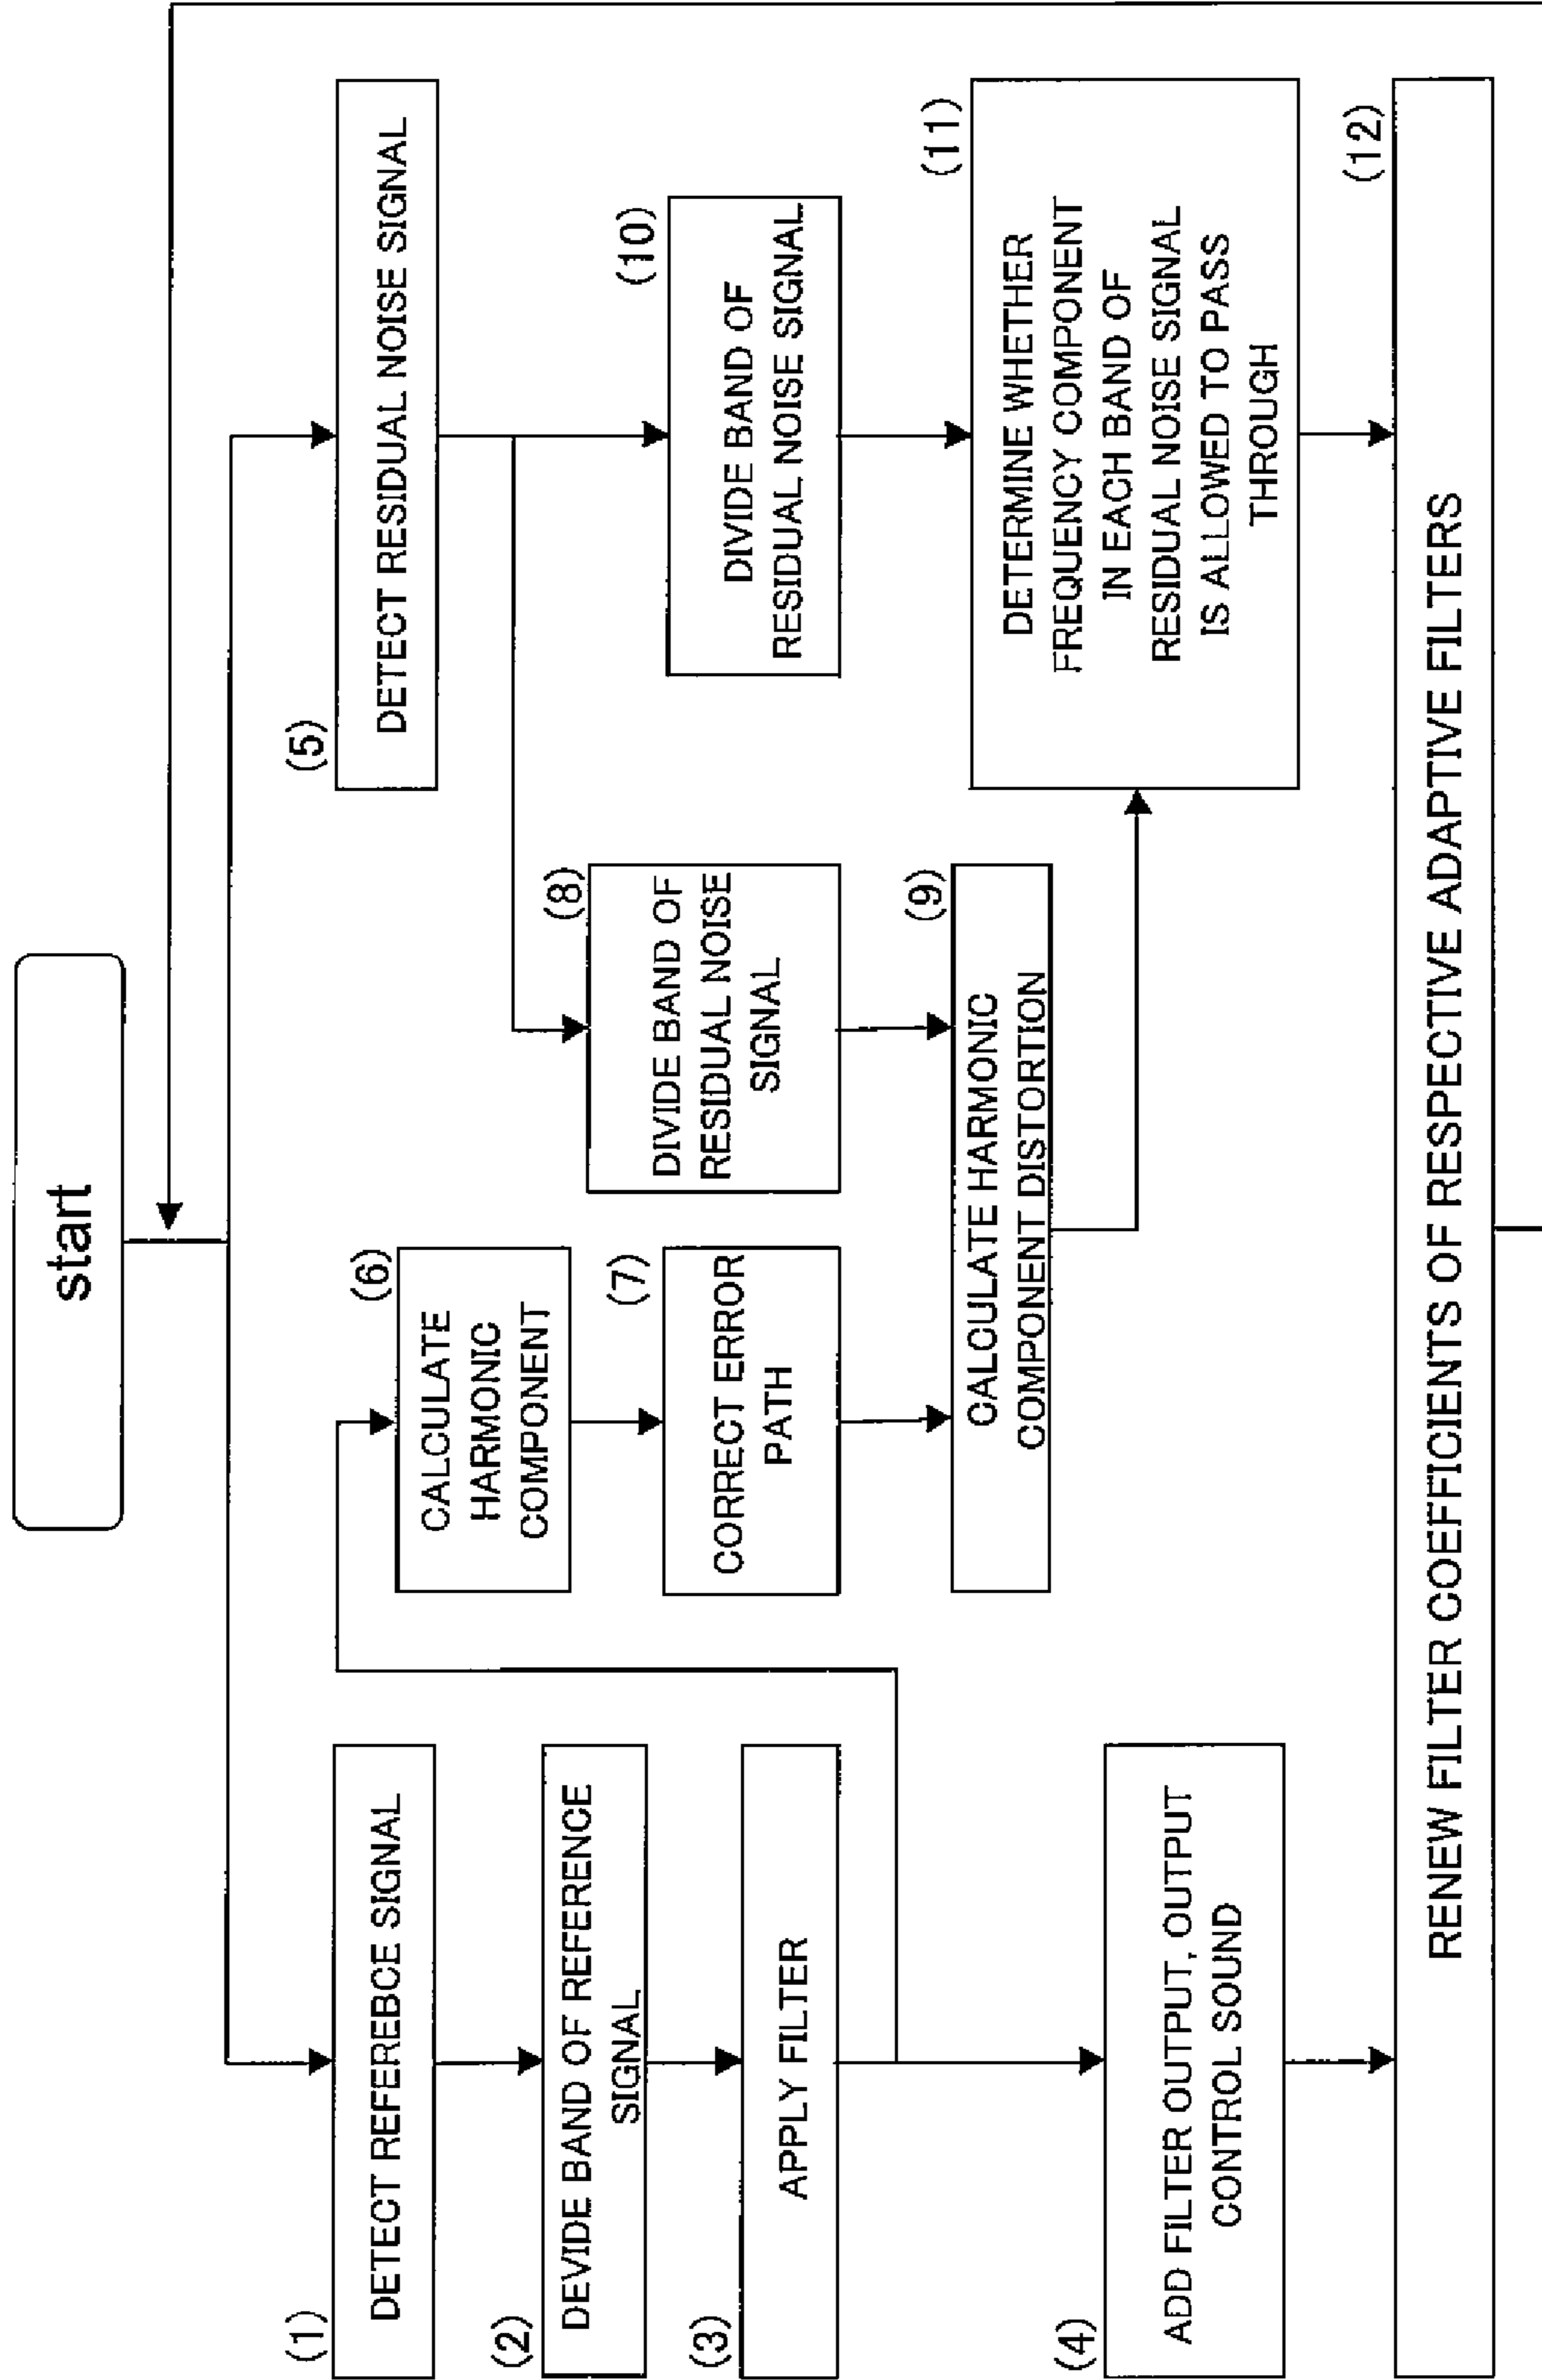 start
(1)
DETECT REFEREBCE SIGNAL
(2)
DEVIDE BAND OF REFERENCE
SIGNAL
(3)
APPLY FILTER
(4)
ADD FILTER OUTPUT, OUTPUT
CONTROL SOUND
(5)
DETECT RESIDUAL NOISE SIGNAL
(6)
CALCULATE
HARMONIC
COMPONENT
(7)
CORRECT ERROR
PATH
(8)
DIVIDE BAND OF
RESIDUAL NOISE
SIGNAL
(9)
CALCULATE HARMONIC
COMPONENT DISTORTION
(10)
DIVIDE BAND OF
RESIDUAL NOISE SIGNAL
(11)
DETERMINE WHETHER
FREQUENCY COMPONENT
IN EACH BAND OF
RESIDUAL NOISE SIGNAL
IS ALLOWED TO PASS
THROUGH
(12)
RENEW FILTER COEFFICIENTS OF RESPECTIVE ADAPTIVE FILTERS